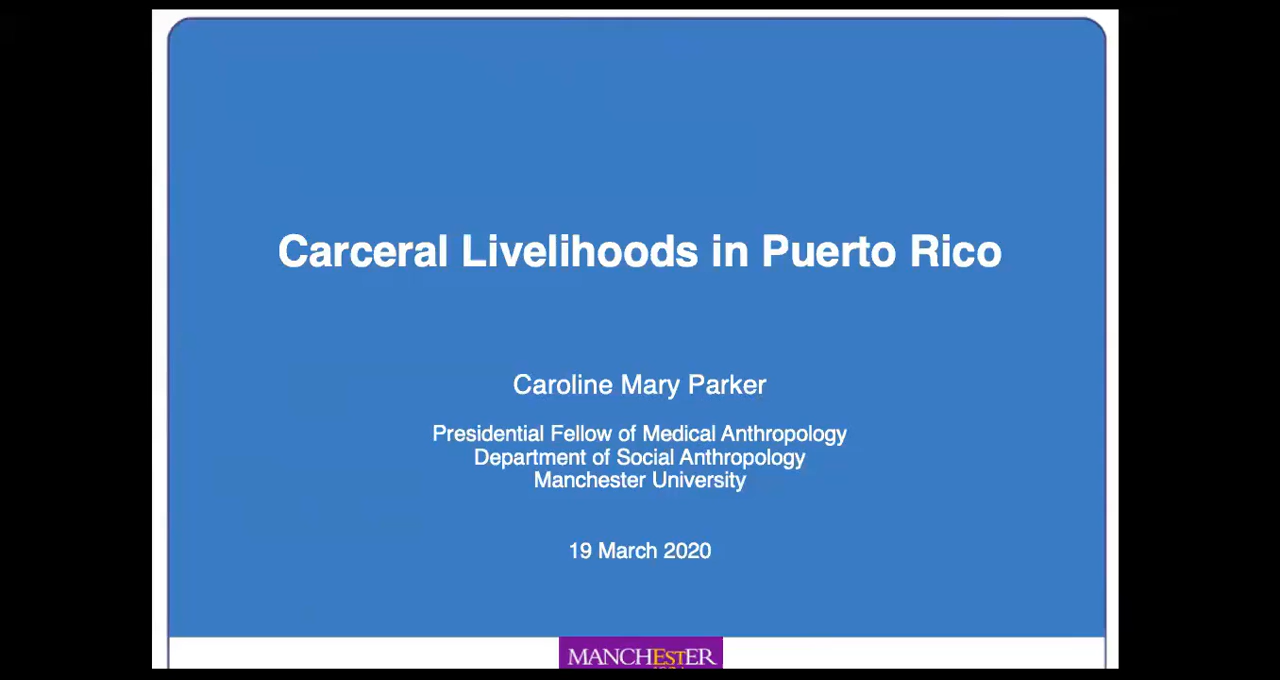 Carceral Livelihoods in Puerto Rico
Caroline Mary Parker
Presidential Fellow of Medical Anthropology
Department of Social Anthropology
Manchester University
19 March 2020
MANCHESTER